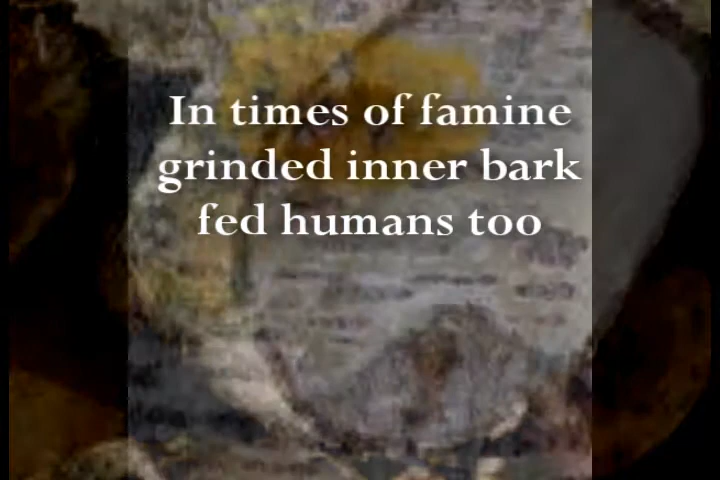 In times of famine
grinded inner bark
fed humans too